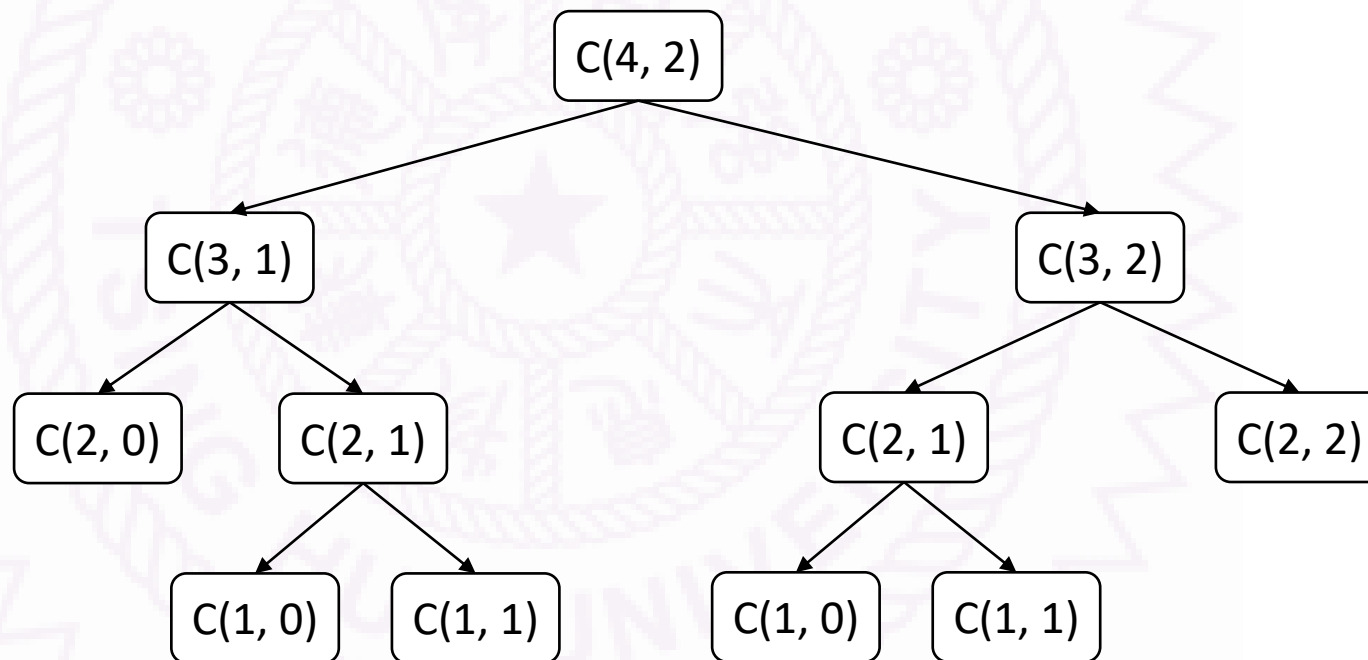 C(4, 2)
C(3, 1)
C(3, 2)
C(2, 0)
C(2, 1)
C(2, 1)
C(2, 2)
C(1, 0)
C(1, 1)
C(1, 0)
C(1, 1)